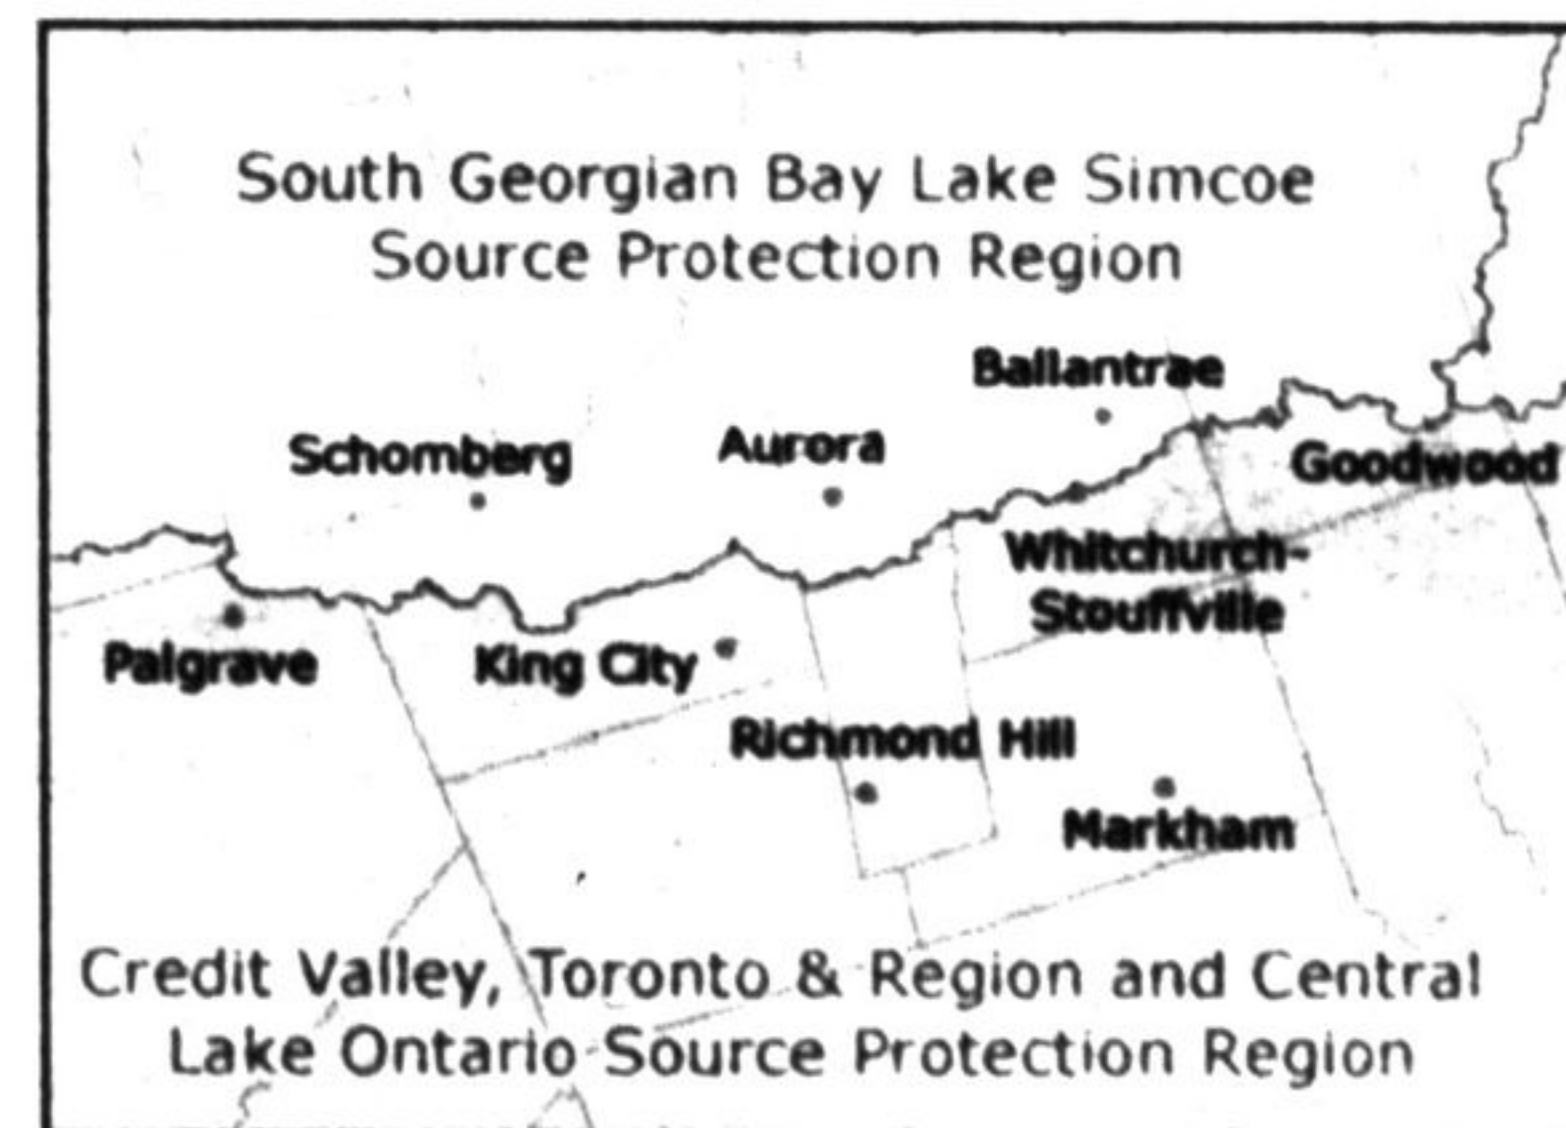 South Georgian Bay Lake Simcoe
Source Protection Region
Ballantrae
Schomberg
Aurora
Goodwood
Whitchurch-
Stouffville
Palgrave
King City
Richmond Hill
Markham
Credit Valley, Toronto & Region and Central
Lake Ontario Source Protection Region